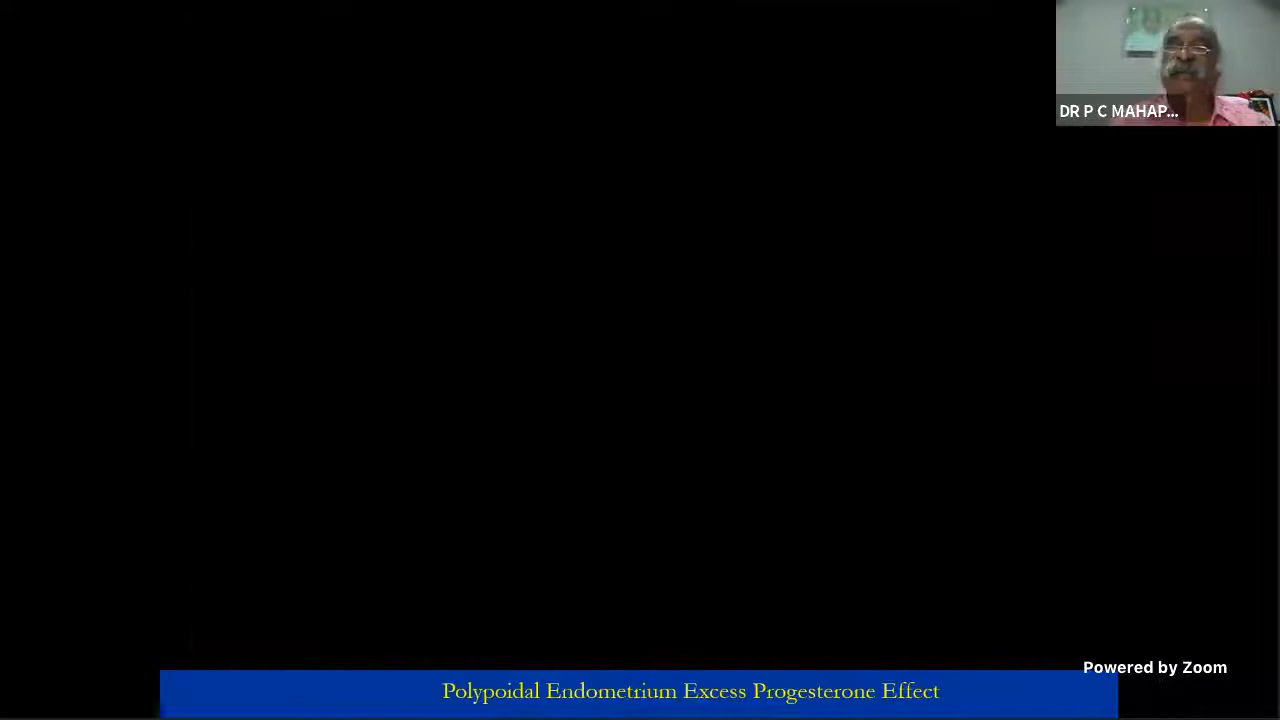 DR P C MAHAP...
Powered by Zoom
Polypoidal Endometrium Excess Progesterone Effect